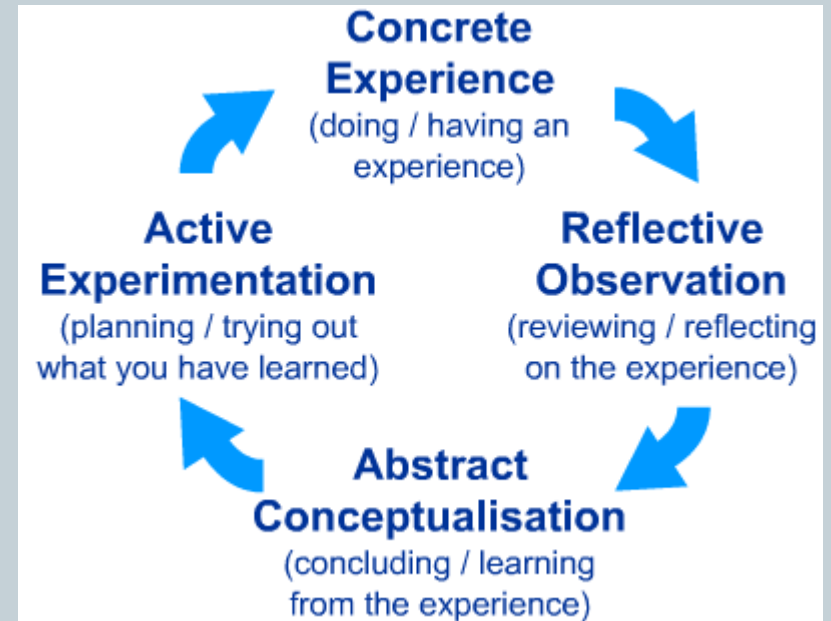 Concrete
Experience
(doing / having an
experience)
Reflective
Observation
(reviewing / reflecting
on the experience)
Abstract
Conceptualisation
(concluding / learning
from the experience)
Active
Experimentation
(planning / trying out
what you have learned)